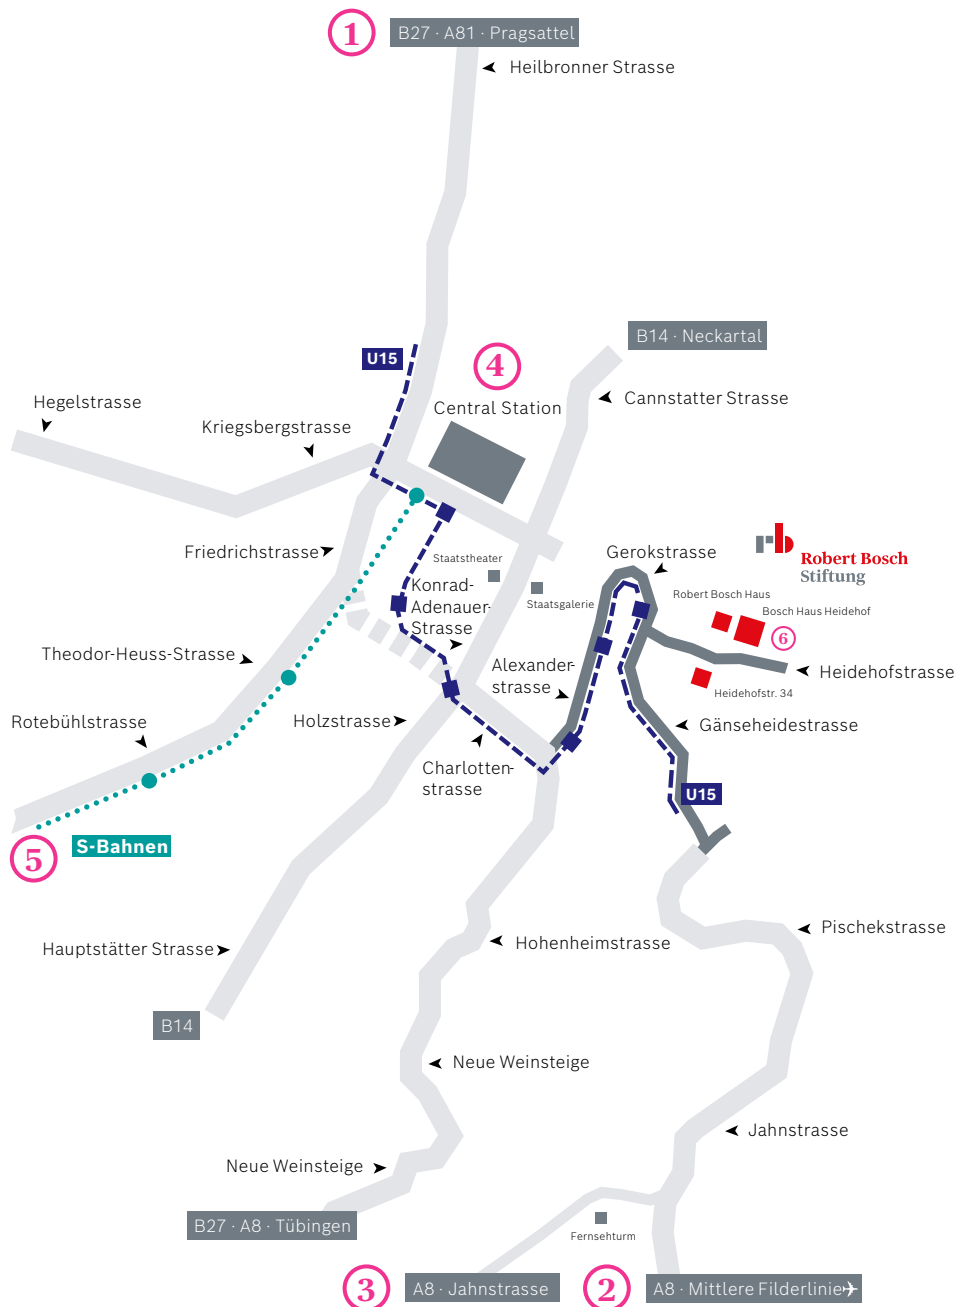 1
B27 · A81 · Pragsattel
Heilbronner Strasse
B14 · Neckartal
U15
4
Central Station
Cannstatter Strasse
Hegelstrasse
Kriegsbergstrasse
Friedrichstrasse
Staatstheater
Gerokstrasse
Robert Bosch
Stiftung
Konrad-
Adenauer-
Strasse
Staatsgalerie
Robert Bosch Haus
Bosch Haus Heidehof
6
Theodor-Heuss-Strasse
Alexander-
strasse
Heidehofstrasse
Heidehofstr. 34
Rotebühlstrasse
Holzstrasse
Gänseheidestrasse
Charlotten-
strasse
U15
5
S-Bahnen
Hauptstätter Strasse
Hohenheimstrasse
Pischekstrasse
B14
Neue Weinsteige
Jahnstrasse
Neue Weinsteige
B27 · A8 · Tübingen
Fernsehturm
3
A8 · Jahnstrasse
2
A8 · Mittlere Filderlinie